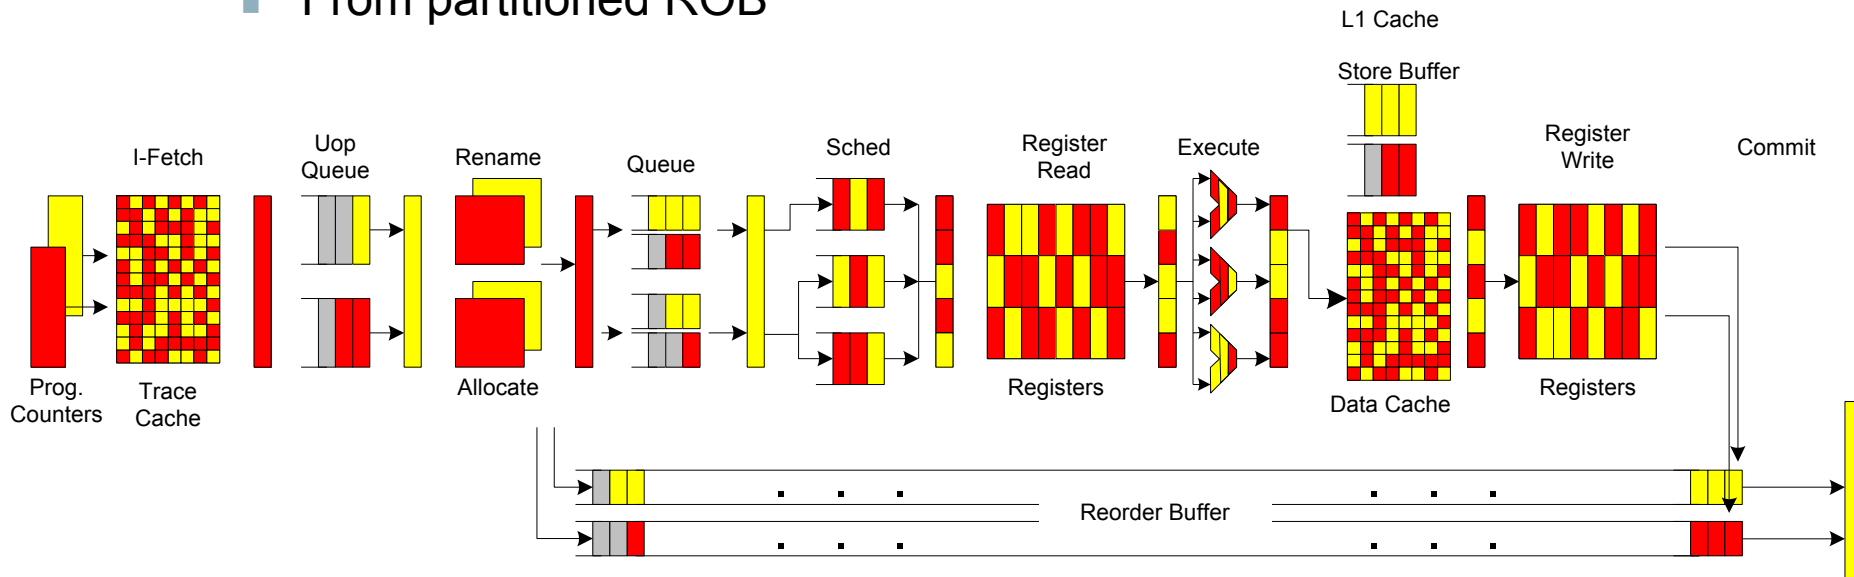 From partitioned ROB
L1 Cache
Store Buffer
I-Fetch
Uop
Queue
Rename
Queue
Sched
Register
Read
Execute
Register
Write
Commit
Prog.
Counters
Trace
Cache
Allocate
Registers
Data Cache
Registers
Reorder Buffer